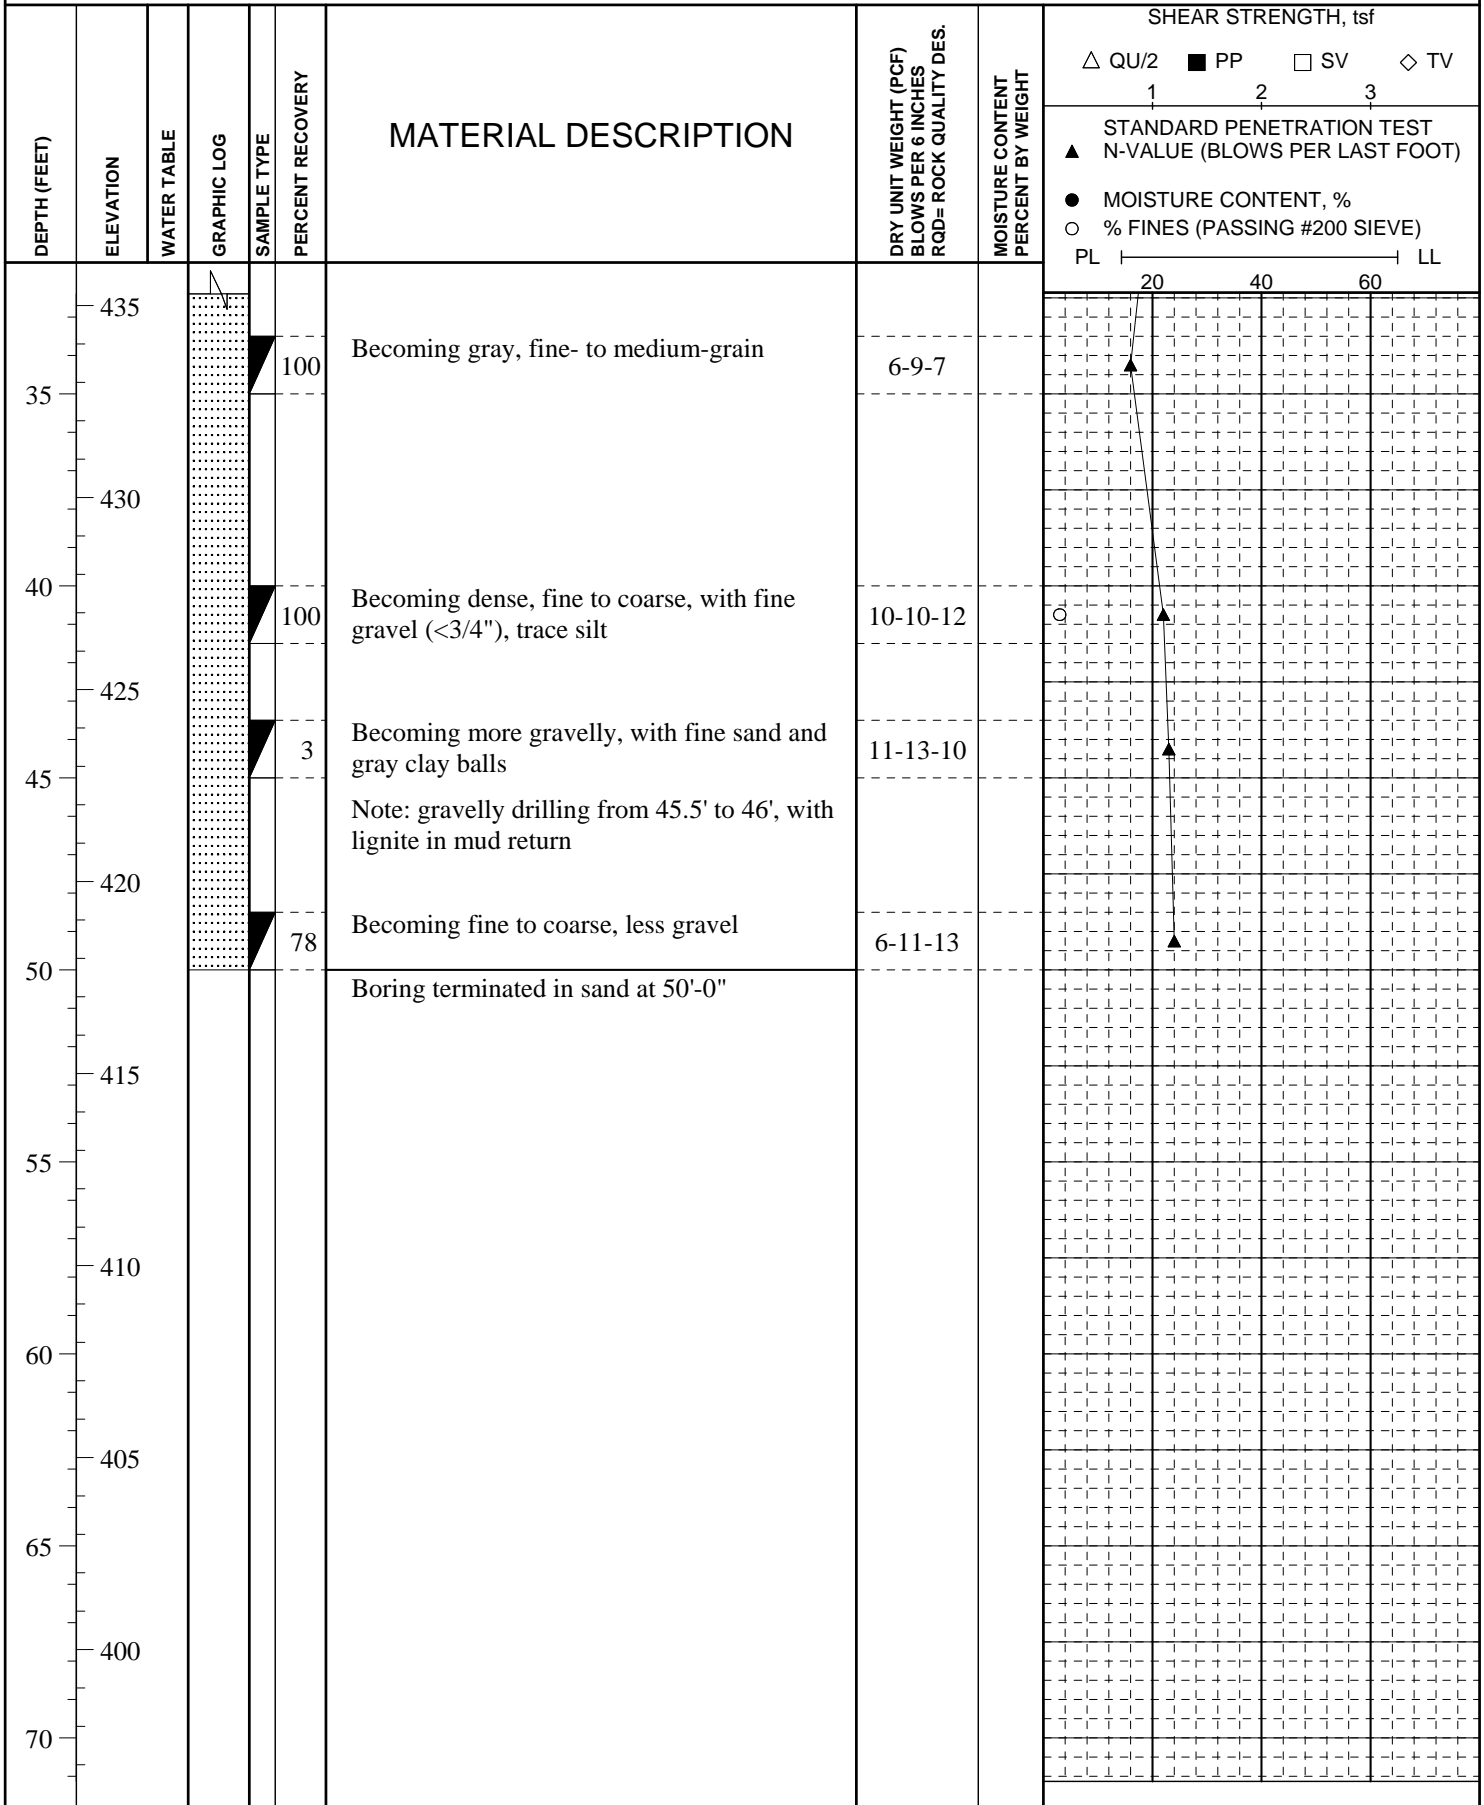 DEPTH (FEET)
ELEVATION
WATER TABLE
GRAPHIC LOG
SAMPLE TYPE
PERCENT RECOVERY
MATERIAL DESCRIPTION
DRY UNIT WEIGHT (PCF)
BLOWS PER 6 INCHES
RQD= ROCK QUALITY DES.
MOISTURE CONTENT
PERCENT BY WEIGHT
SHEAR STRENGTH, tsf
△ QU/2 ■ PP □ SV ◇ TV
1 2 3
STANDARD PENETRATION TEST
▲ N-VALUE (BLOWS PER LAST FOOT)
● MOISTURE CONTENT, %
○ % FINES (PASSING #200 SIEVE)
PL LL
20 40 60
435
Becoming gray, fine- to medium-grain
100 6-9-7
35
430
40
Becoming dense, fine to coarse, with fine
100 10-10-12
gravel (<3/4"), trace silt
425
Becoming more gravelly, with fine sand and
3 11-13-10
gray clay balls
45
Note: gravelly drilling from 45.5' to 46', with
lignite in mud return
420
Becoming fine to coarse, less gravel
78 6-11-13
50
Boring terminated in sand at 50'-0"
415
55
410
60
405
65
400
70